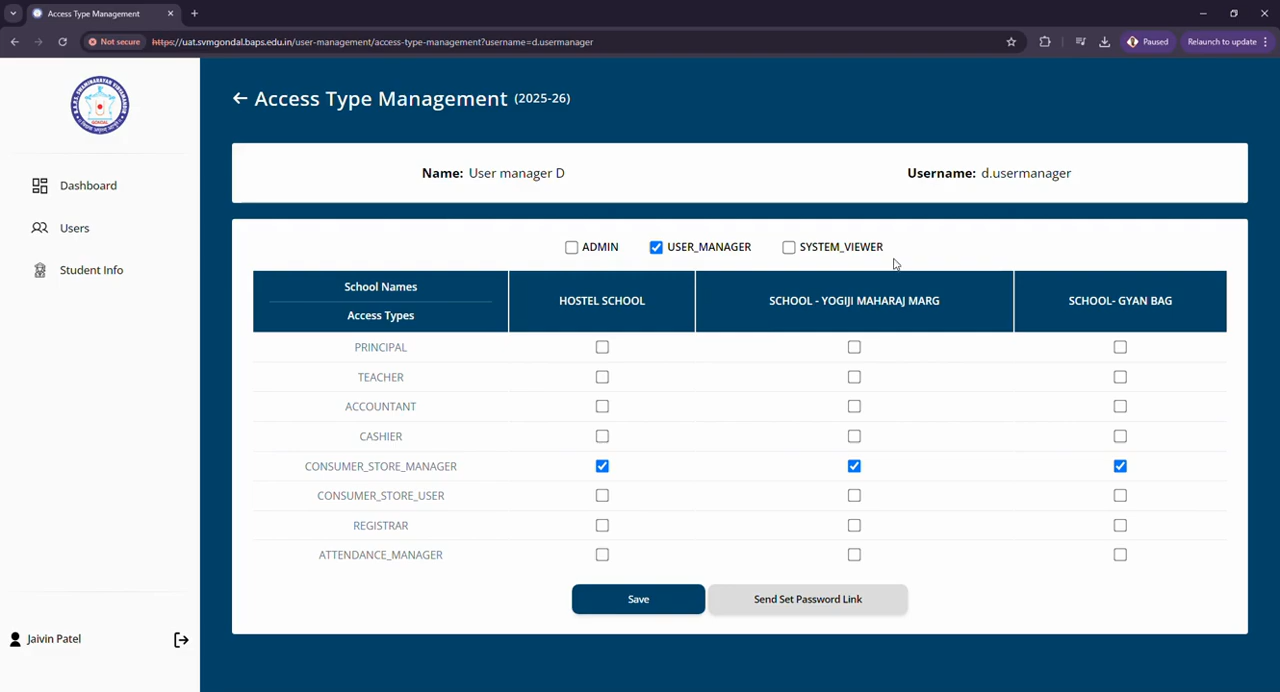 Access Type Management
Not secure
https://uat.svmgondal.baps.edu.in/user-management/access-type-management?username=d.usermanager
Paused
Relaunch to update
Access Type Management (2025-26)
Dashboard
Users
Student Info
Name: User manager D
Username: d.usermanager
ADMIN
USER_MANAGER
SYSTEM_VIEWER
School Names
Access Types
HOSTEL SCHOOL
SCHOOL - YOGIJI MAHARAJ MARG
SCHOOL- GYAN BAG
PRINCIPAL
TEACHER
ACCOUNTANT
CASHIER
CONSUMER_STORE_MANAGER
CONSUMER_STORE_USER
REGISTRAR
ATTENDANCE_MANAGER
Save
Send Set Password Link
Jaivin Patel